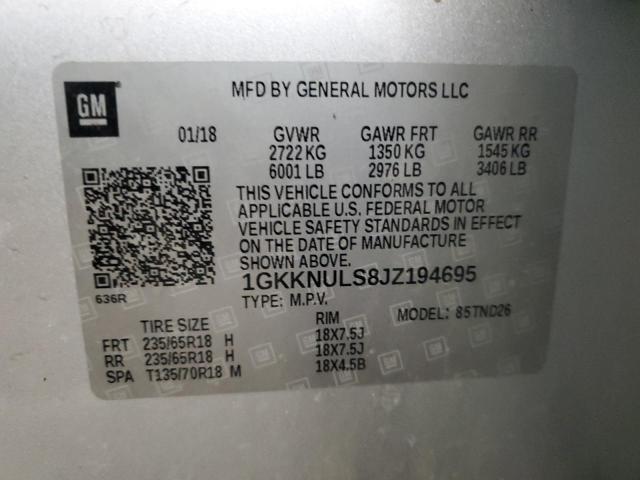 GM
MFD BY GENERAL MOTORS LLC
01/18 GVWR GAWR FRT GAWR RR
2722 KG 1350 KG 1545 KG
6001 LB 2976 LB 3406 LB
THIS VEHICLE CONFORMS TO ALL
APPLICABLE U.S. FEDERAL MOTOR
VEHICLE SAFETY STANDARDS IN EFFECT
ON THE DATE OF MANUFACTURE
SHOWN ABOVE.
636R
1GKKNULS8JZ194695
TYPE: M.P.V. MODEL: 85TND26
TIRE SIZE RIM
FRT 235/65R18 H 18X7.5J
RR 235/65R18 H 18X7.5J
SPA T135/70R18 M 18X4.5B